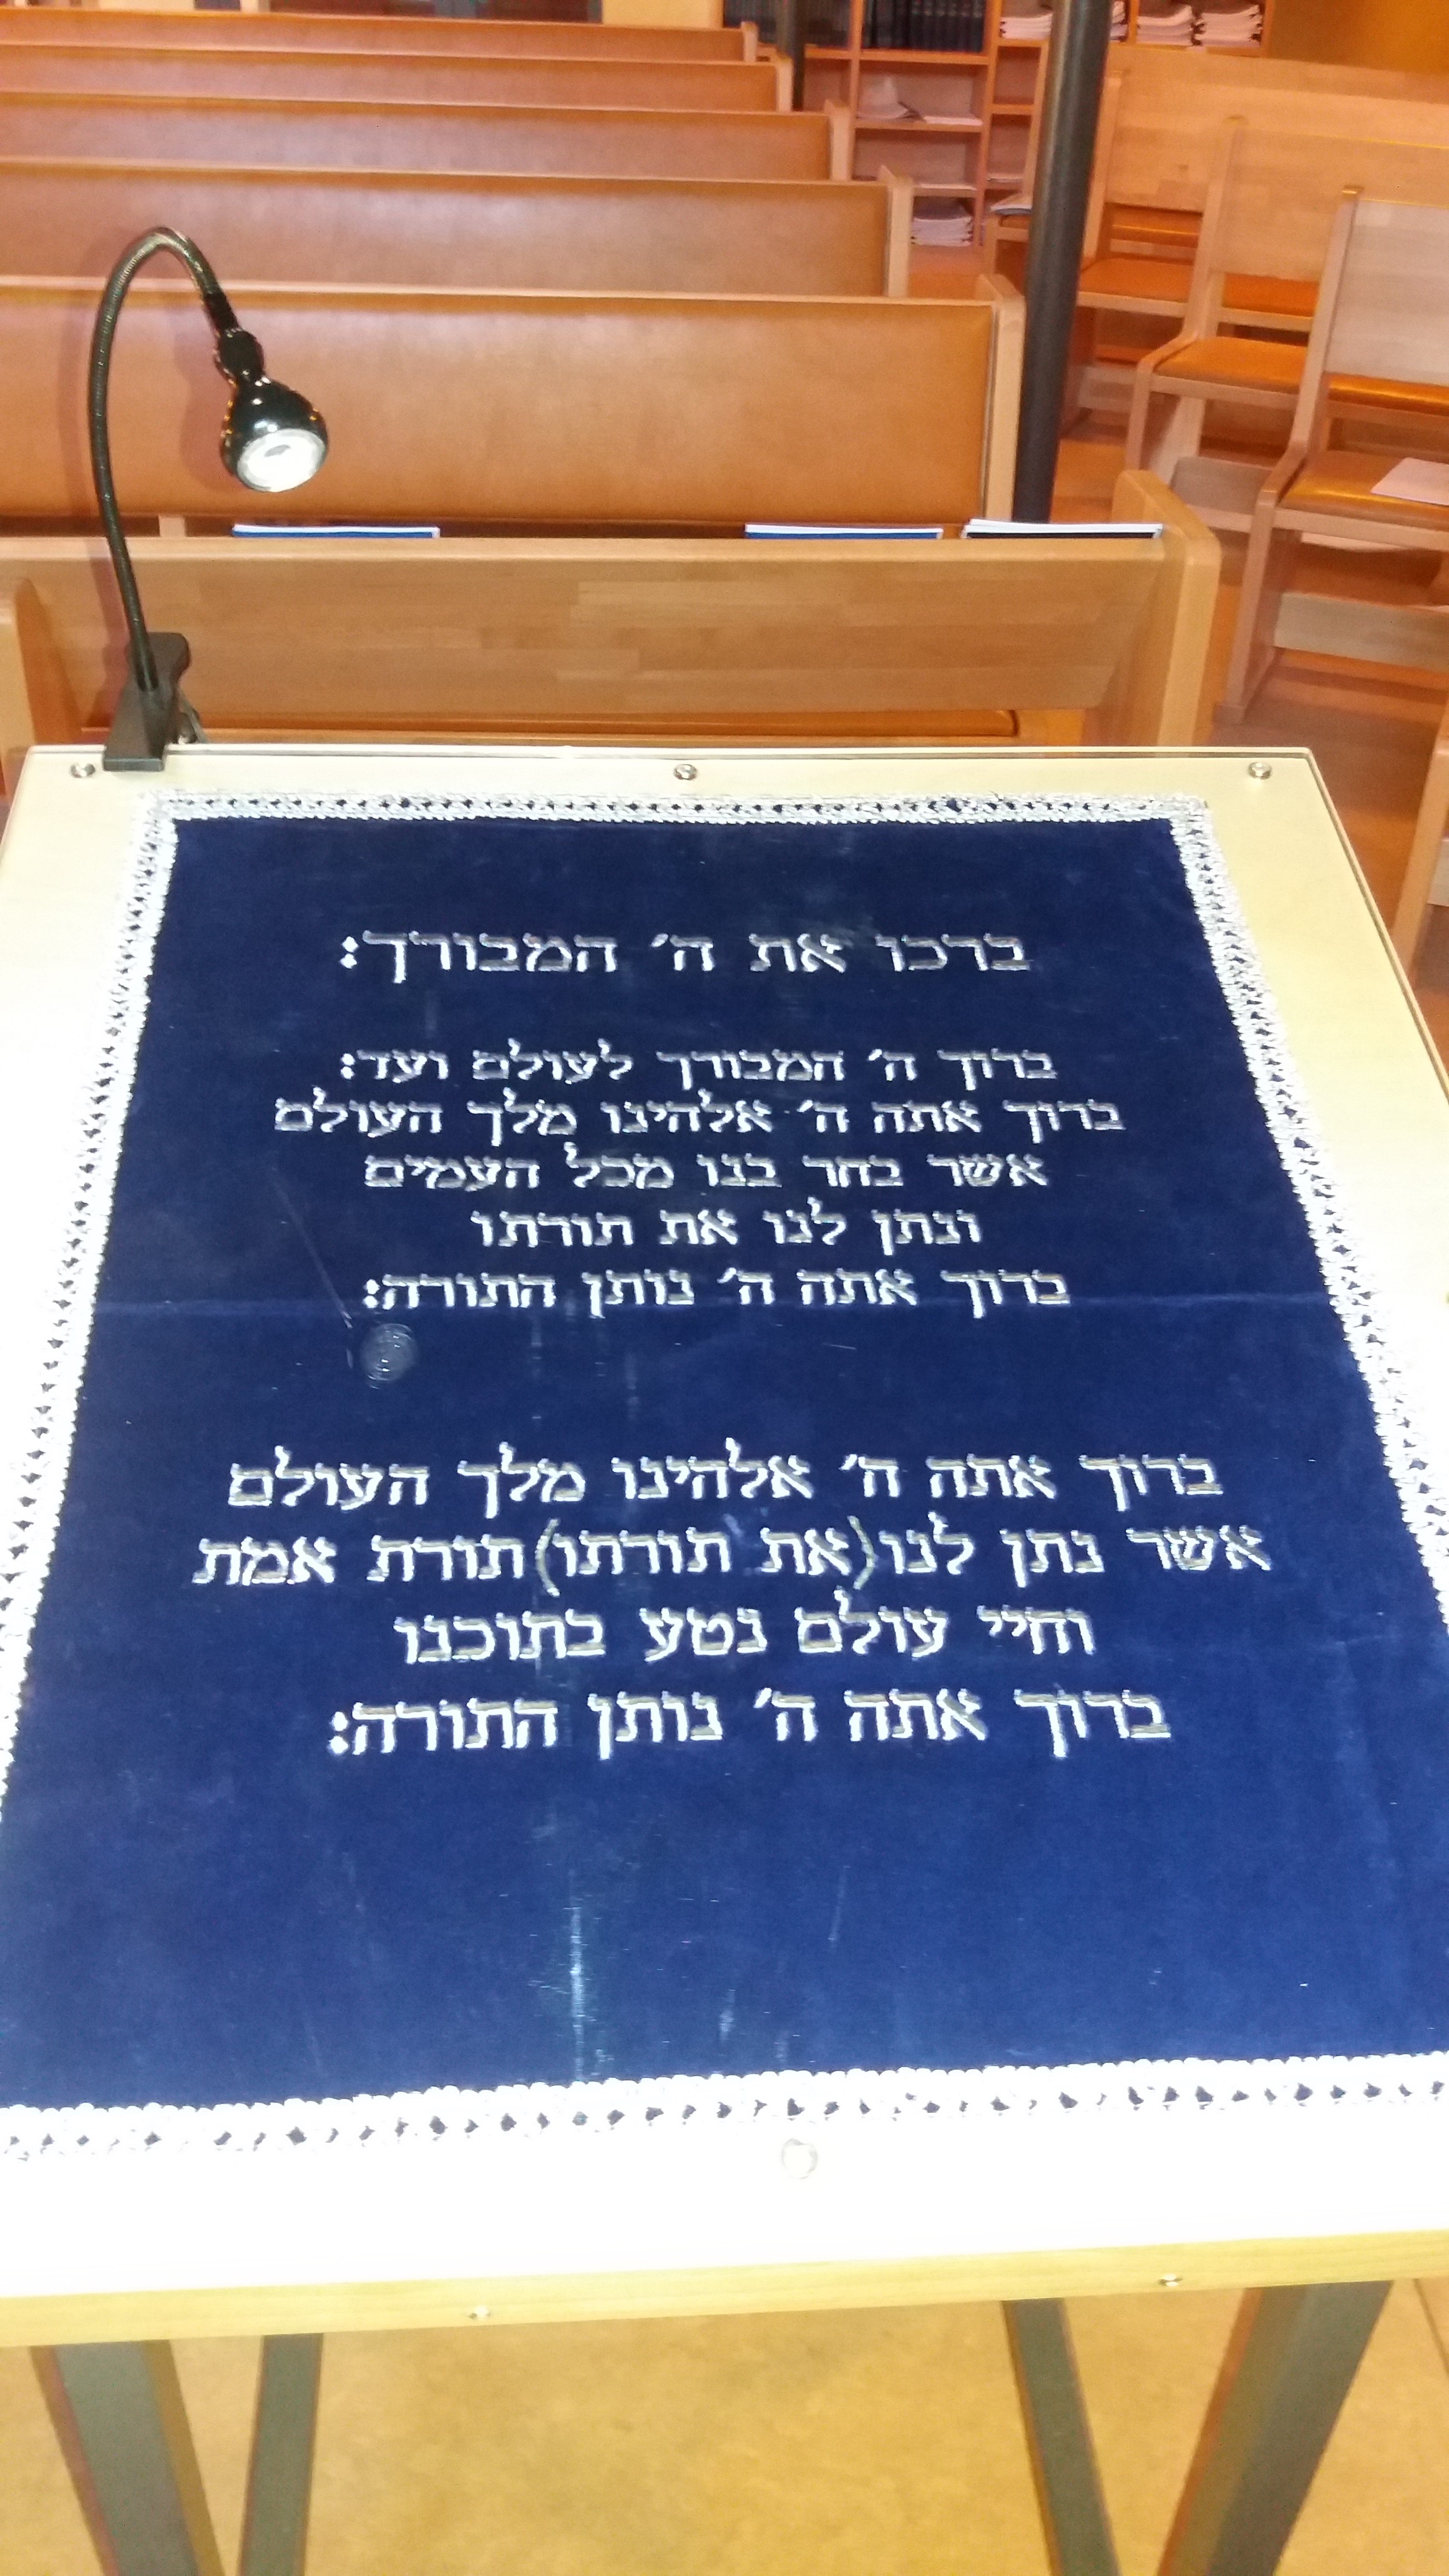 ברכו את ה׳ המבורך:
ברוך ה׳ המבורך לעולם ועד:
ברוך אתה ה׳ אלהינו מלך העולם
אשר בחר בנו מכל העמים
ונתן לנו את תורתו
ברוך אתה ה׳ נותן התורה:
ברוך אתה ה׳ אלהינו מלך העולם
אשר נתן לנו(את תורתו)תורת אמת
וחיי עולם נטע בתוכנו
ברוך אתה ה׳ נותן התורה: